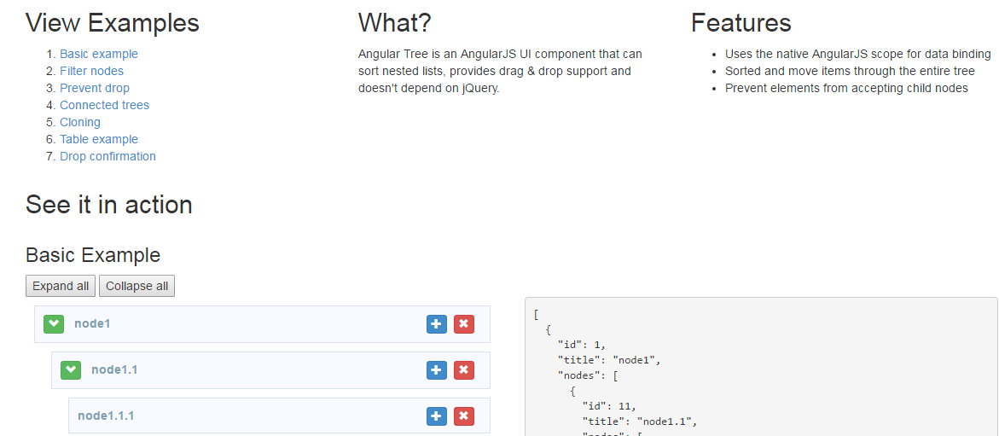 View Examples
1. Basic example
2. Filter nodes
3. Prevent drop
4. Connected trees
5. Cloning
6. Table example
7. Drop confirmation
What?
Angular Tree is an AngularJS UI component that can
sort nested lists, provides drag & drop support and
doesn't depend on jQuery.
Features
• Uses the native AngularJS scope for data binding
• Sorted and move items through the entire tree
• Prevent elements from accepting child nodes
See it in action
Basic Example
Expand all Collapse all
node1
node1.1
node1.1.1
[
{
"id": 1,
"title": "node1",
"nodes": [
{
"id": 11,
"title": "node1.1",
"nodes": [